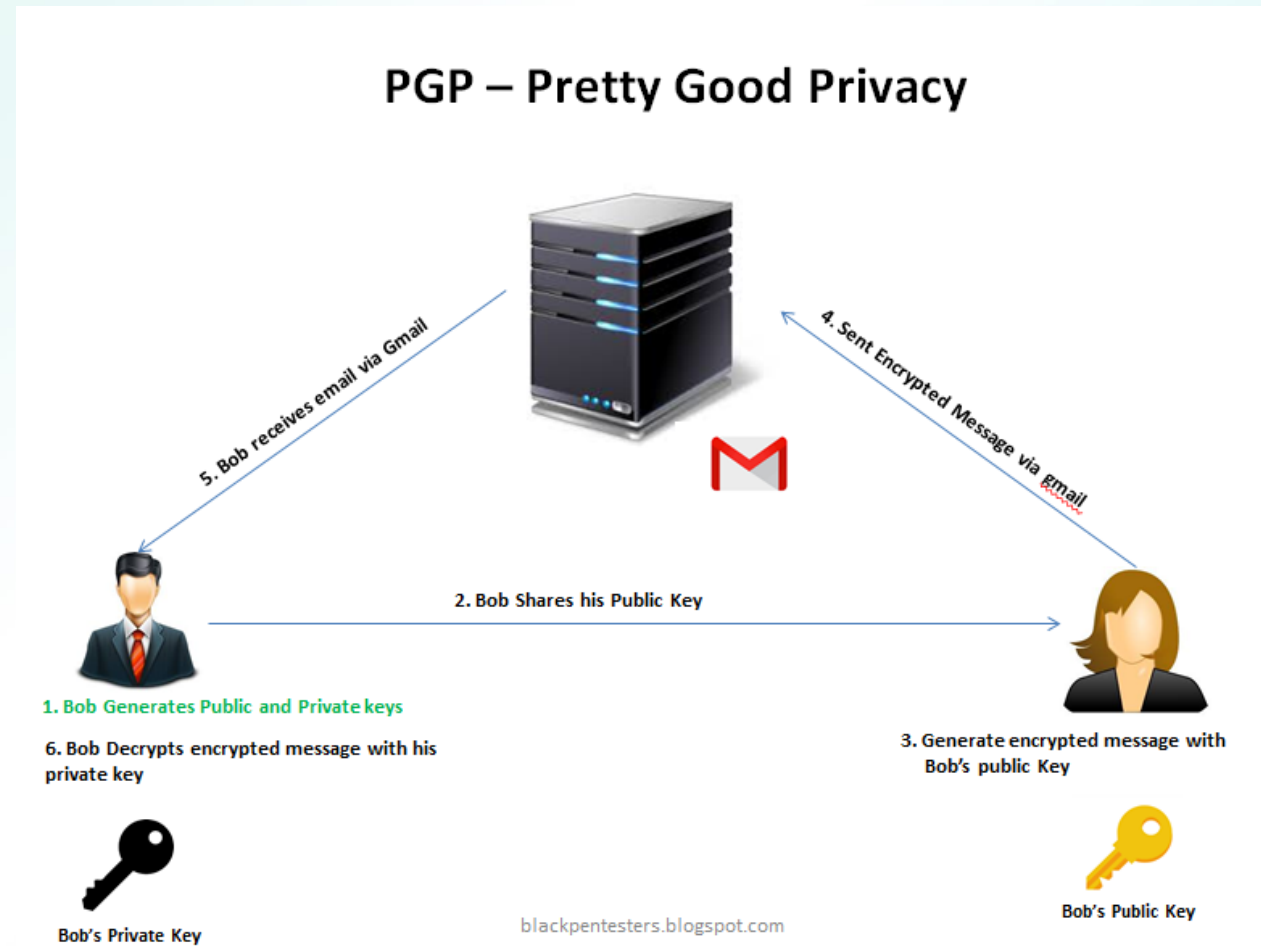 PGP – Pretty Good Privacy
5. Bob receives email via Gmail
4. Sent Encrypted Message via gmail
2. Bob Shares his Public Key
1. Bob Generates Public and Private keys
6. Bob Decrypts encrypted message with his
private key
3. Generate encrypted message with
Bob's public Key
Bob's Private Key
blackpentesters.blogspot.com
Bob's Public Key